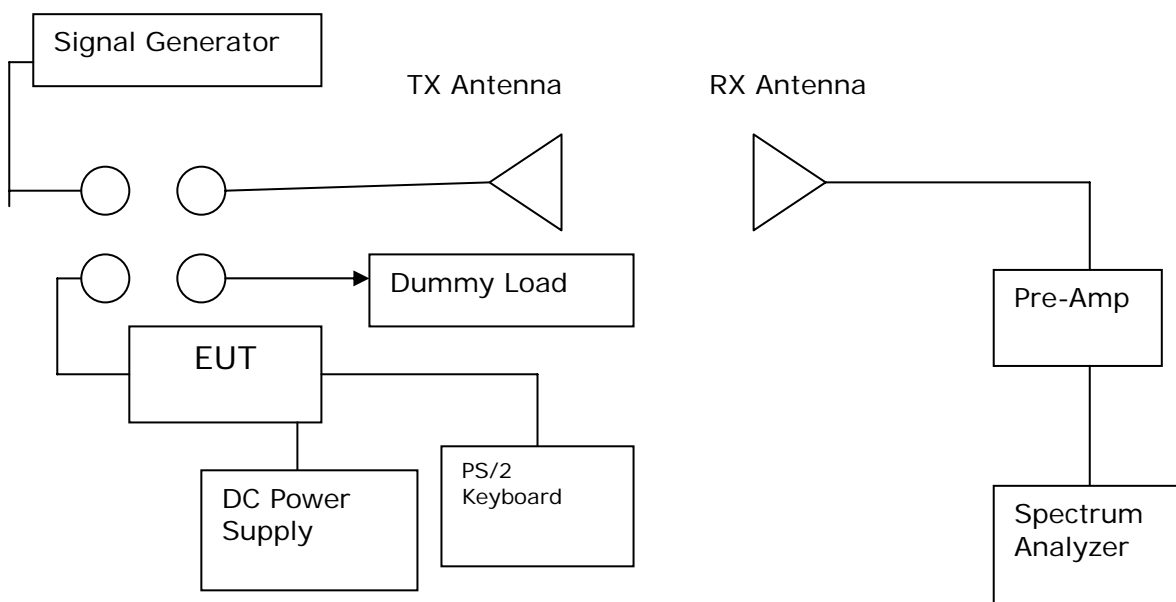 Signal Generator
TX Antenna
RX Antenna
Dummy Load
Pre-Amp
EUT
PS/2
Keyboard
DC Power
Supply
Spectrum
Analyzer